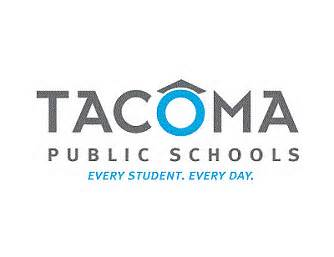 TACOMA
PUBLIC SCHOOLS
EVERY STUDENT. EVERY DAY.